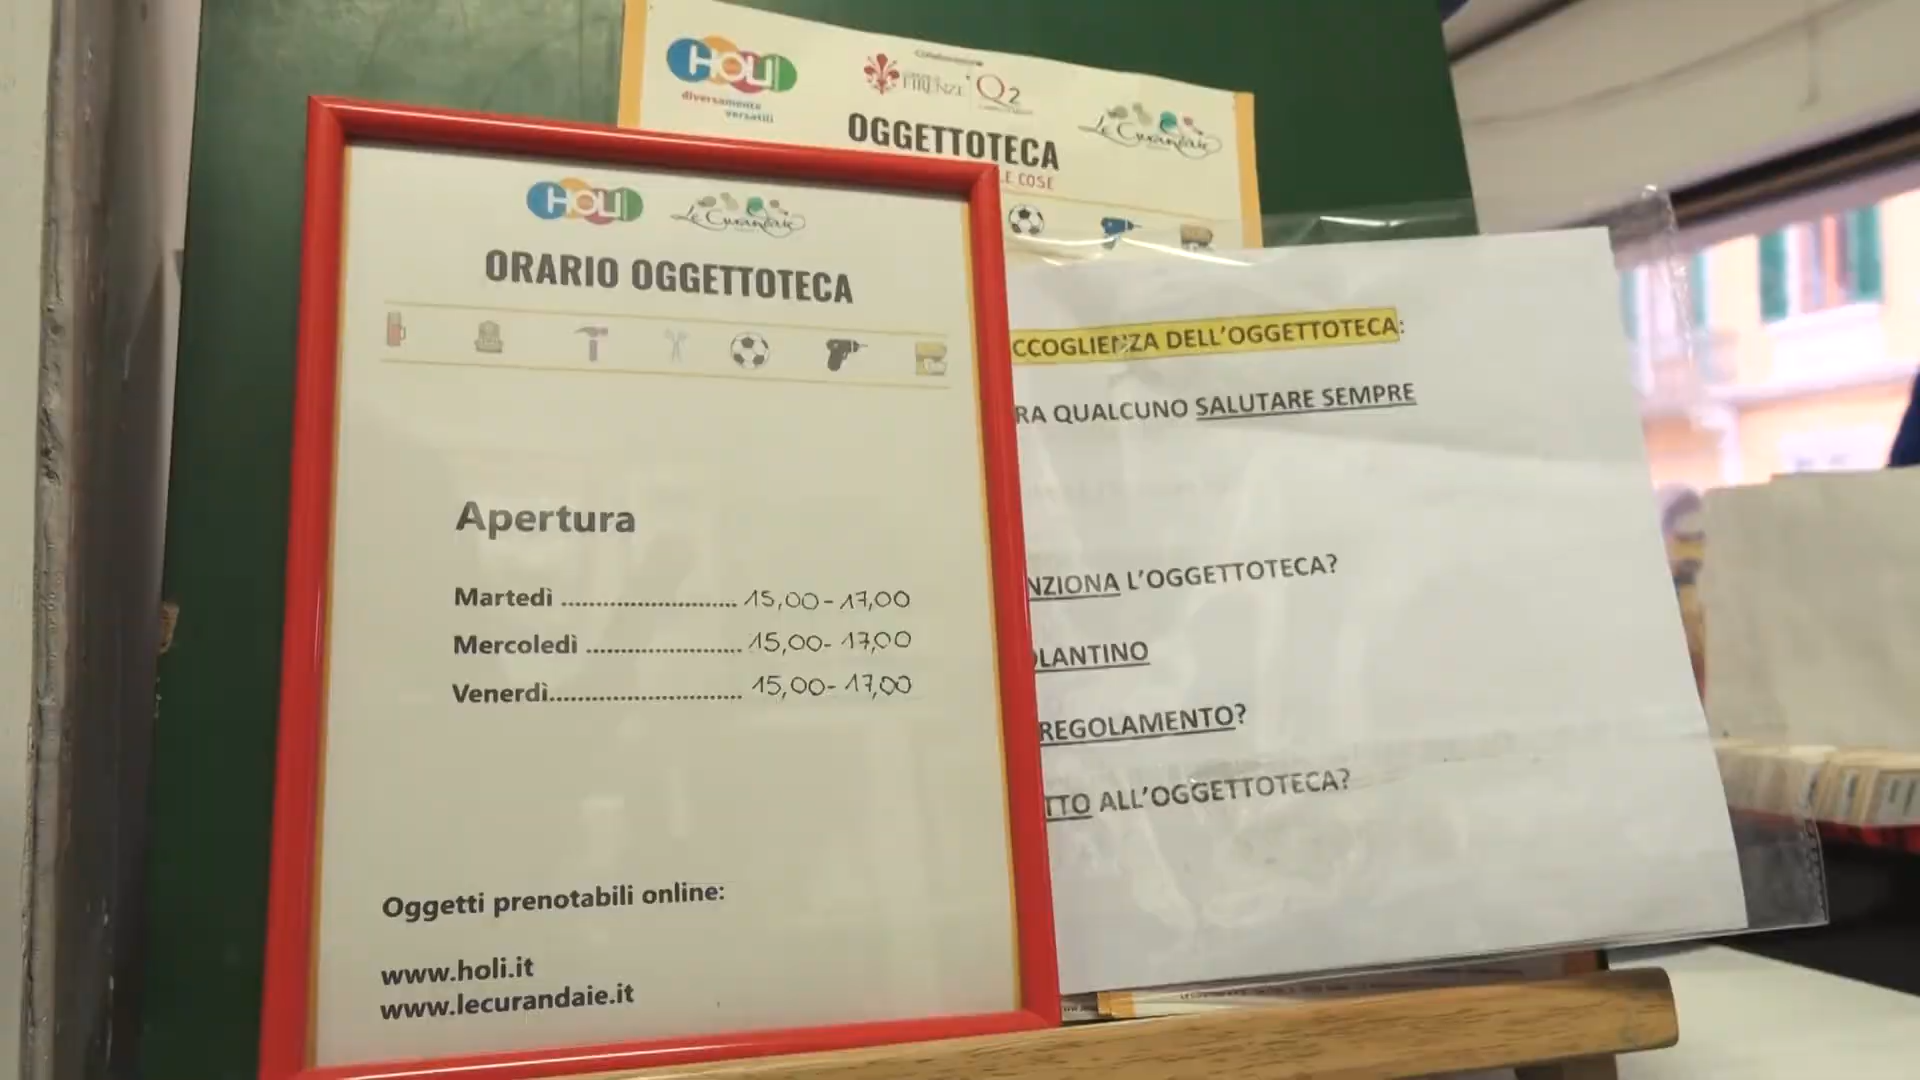 HOLI
diversamente
versatili
Collaborazione
FIRENZE
Q2
Le Curandaie
OGGETTOTECA
LE COSE
HOLI
Le Curandaie
ORARIO OGGETTOTECA
Apertura
Martedì ......................... 15,00-17,00
Mercoledì ...................... 15,00-17,00
Venerdì........................... 15,00-17,00
Oggetti prenotabili online:
www.holi.it
www.lecurandaie.it
CCOGLIENZA DELL'OGGETTOTECA:
RA QUALCUNO SALUTARE SEMPRE
NZIONA L'OGGETTOTECA?
OLANTINO
REGOLAMENTO?
TTO ALL'OGGETTOTECA?